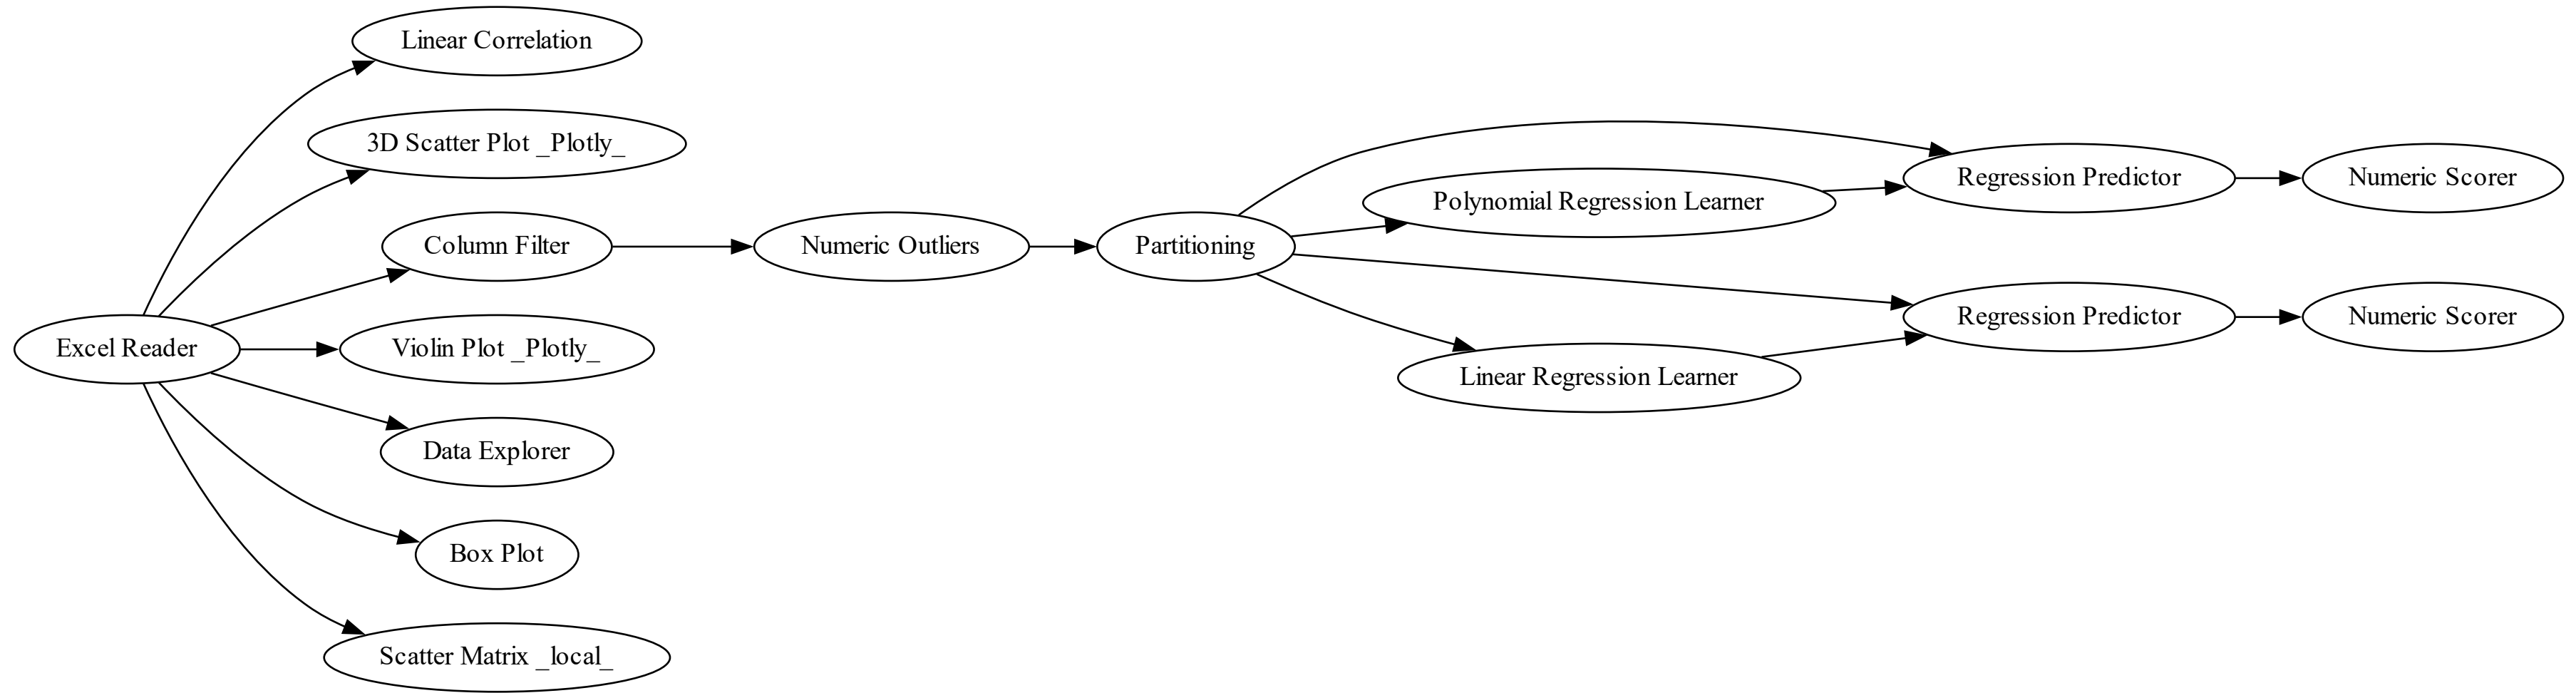 Linear Correlation
3D Scatter Plot _Plotly_
Column Filter
Numeric Outliers
Partitioning
Polynomial Regression Learner
Regression Predictor
Numeric Scorer
Excel Reader
Violin Plot _Plotly_
Regression Predictor
Numeric Scorer
Linear Regression Learner
Data Explorer
Box Plot
Scatter Matrix _local_